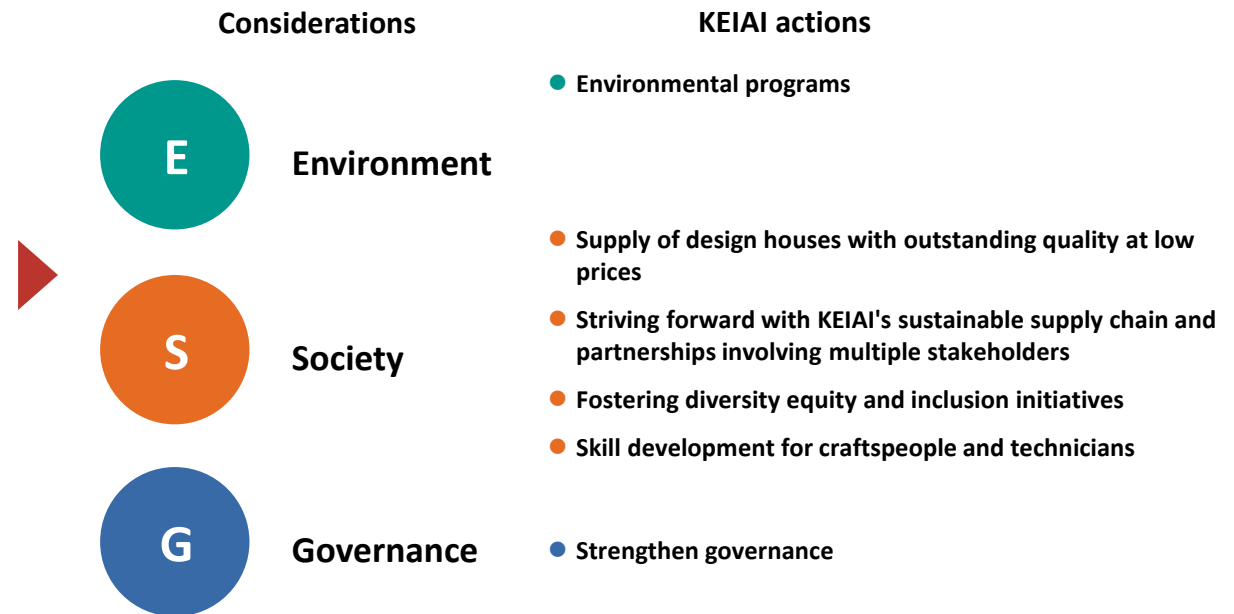 Considerations
KEIAI actions
E
Environment
● Environmental programs
S
Society
● Supply of design houses with outstanding quality at low
prices
● Striving forward with KEIAI's sustainable supply chain and
partnerships involving multiple stakeholders
● Fostering diversity equity and inclusion initiatives
● Skill development for craftspeople and technicians
G
Governance
● Strengthen governance